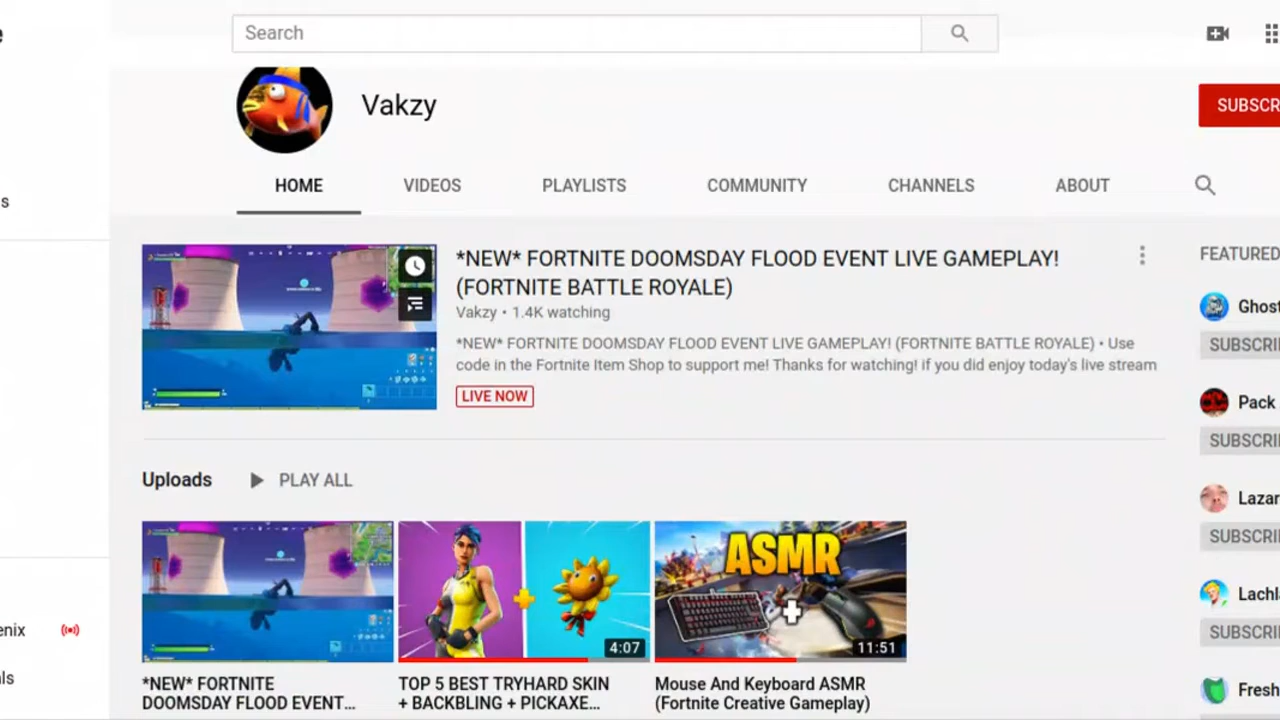 e
Search
Vakzy
SUBSCR
HOME VIDEOS PLAYLISTS COMMUNITY CHANNELS ABOUT
s
*NEW* FORTNITE DOOMSDAY FLOOD EVENT LIVE GAMEPLAY!
(FORTNITE BATTLE ROYALE)
Vakzy • 1.4K watching
*NEW* FORTNITE DOOMSDAY FLOOD EVENT LIVE GAMEPLAY! (FORTNITE BATTLE ROYALE) • Use
code in the Fortnite Item Shop to support me! Thanks for watching! if you did enjoy today's live stream
LIVE NOW
FEATURED
Ghost
SUBSCRI
Pack
SUBSCRI
Lazar
SUBSCRI
Lachl
SUBSCRI
Fresh
Uploads PLAY ALL
ASMR
4:07
11:51
enix
als
*NEW* FORTNITE
DOOMSDAY FLOOD EVENT...
TOP 5 BEST TRYHARD SKIN
+ BACKBLING + PICKAXE...
Mouse And Keyboard ASMR
(Fortnite Creative Gameplay)